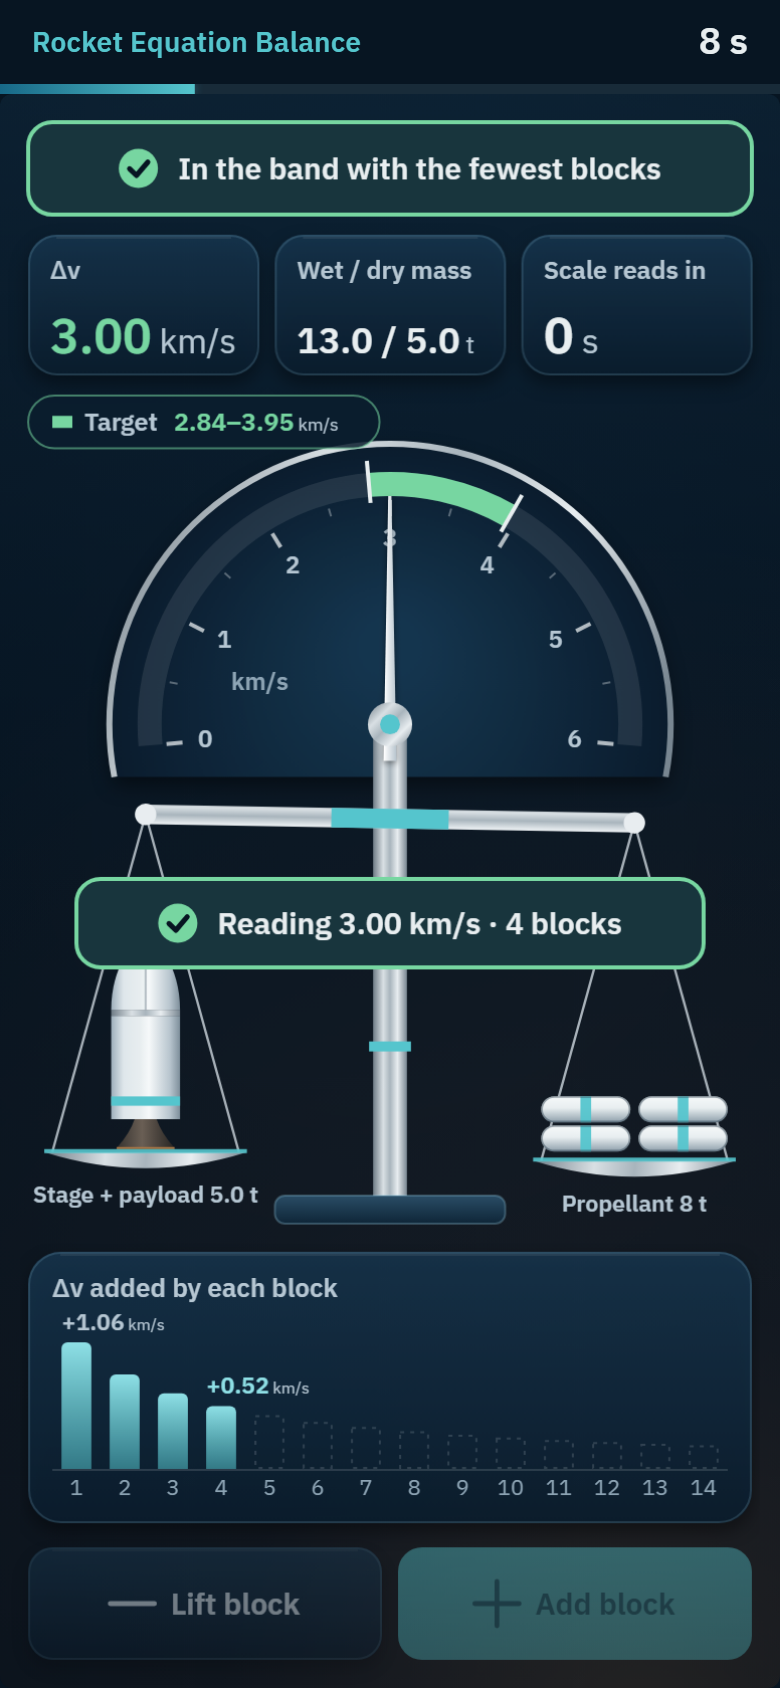 Rocket Equation Balance
8 s
In the band with the fewest blocks
Δv
3.00 km/s
Wet / dry mass
13.0 / 5.0 t
Scale reads in
0 s
Target 2.84–3.95 km/s
0
1
2
3
4
5
6
km/s
Reading 3.00 km/s · 4 blocks
Stage + payload 5.0 t
Propellant 8 t
Δv added by each block
+1.06 km/s
+0.52 km/s
1 2 3 4 5 6 7 8 9 10 11 12 13 14
Lift block
Add block